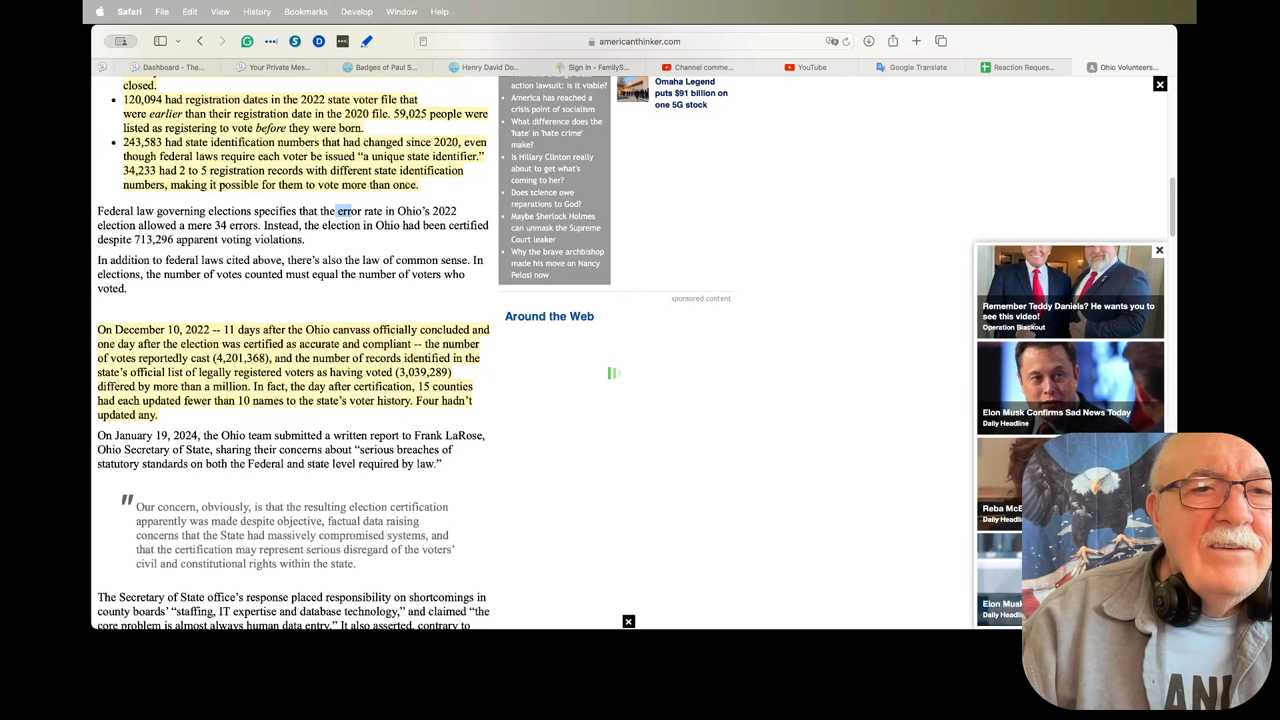 Safari File Edit View History Bookmarks Develop Window Help
americanthinker.com
Dashboard - The...
Your Private Mes...
Badges of Paul S...
Henry David Do...
Sign In - FamilyS...
Channel comme...
YouTube
Google Translate
Reaction Reques...
Ohio Volunteers...
closed.
120,094 had registration dates in the 2022 state voter file that
were earlier than their registration date in the 2020 file. 59,025 people were
listed as registering to vote before they were born.
243,583 had state identification numbers that had changed since 2020, even
though federal laws require each voter be issued “a unique state identifier.”
34,233 had 2 to 5 registration records with different state identification
numbers, making it possible for them to vote more than once.
Federal law governing elections specifies that the error rate in Ohio’s 2022
election allowed a mere 34 errors. Instead, the election in Ohio had been certified
despite 713,296 apparent voting violations.
In addition to federal laws cited above, there’s also the law of common sense. In
elections, the number of votes counted must equal the number of voters who
voted.
On December 10, 2022 -- 11 days after the Ohio canvass officially concluded and
one day after the election was certified as accurate and compliant -- the number
of votes reportedly cast (4,201,368), and the number of records identified in the
state’s official list of legally registered voters as having voted (3,039,289)
differed by more than a million. In fact, the day after certification, 15 counties
had each updated fewer than 10 names to the state’s voter history. Four hadn’t
updated any.
On January 19, 2024, the Ohio team submitted a written report to Frank LaRose,
Ohio Secretary of State, sharing their concerns about “serious breaches of
statutory standards on both the Federal and state level required by law.”
" Our concern, obviously, is that the resulting election certification
apparently was made despite objective, factual data raising
concerns that the State had massively compromised systems, and
that the certification may represent serious disregard of the voters’
civil and constitutional rights within the state.
The Secretary of State office’s response placed responsibility on shortcomings in
county boards’ “staffing, IT expertise and database technology,” and claimed “the
core problem is almost always human data entry.” It also asserted, contrary to
action lawsuit: is it viable?
America has reached a
crisis point of socialism
What difference does the
'hate' in 'hate crime'
make?
Is Hillary Clinton really
about to get what's
coming to her?
Does science owe
reparations to God?
Maybe Sherlock Holmes
can unmask the Supreme
Court leaker
Why the brave archbishop
made his move on Nancy
Pelosi now
Omaha Legend
puts $91 billion on
one 5G stock
sponsored content
Around the Web
Remember Teddy Daniels? He wants you to
see this video!
Operation Blackout
Elon Musk Confirms Sad News Today
Daily Headline
Reba McE
Daily Headli
Elon Musk
Daily Headli